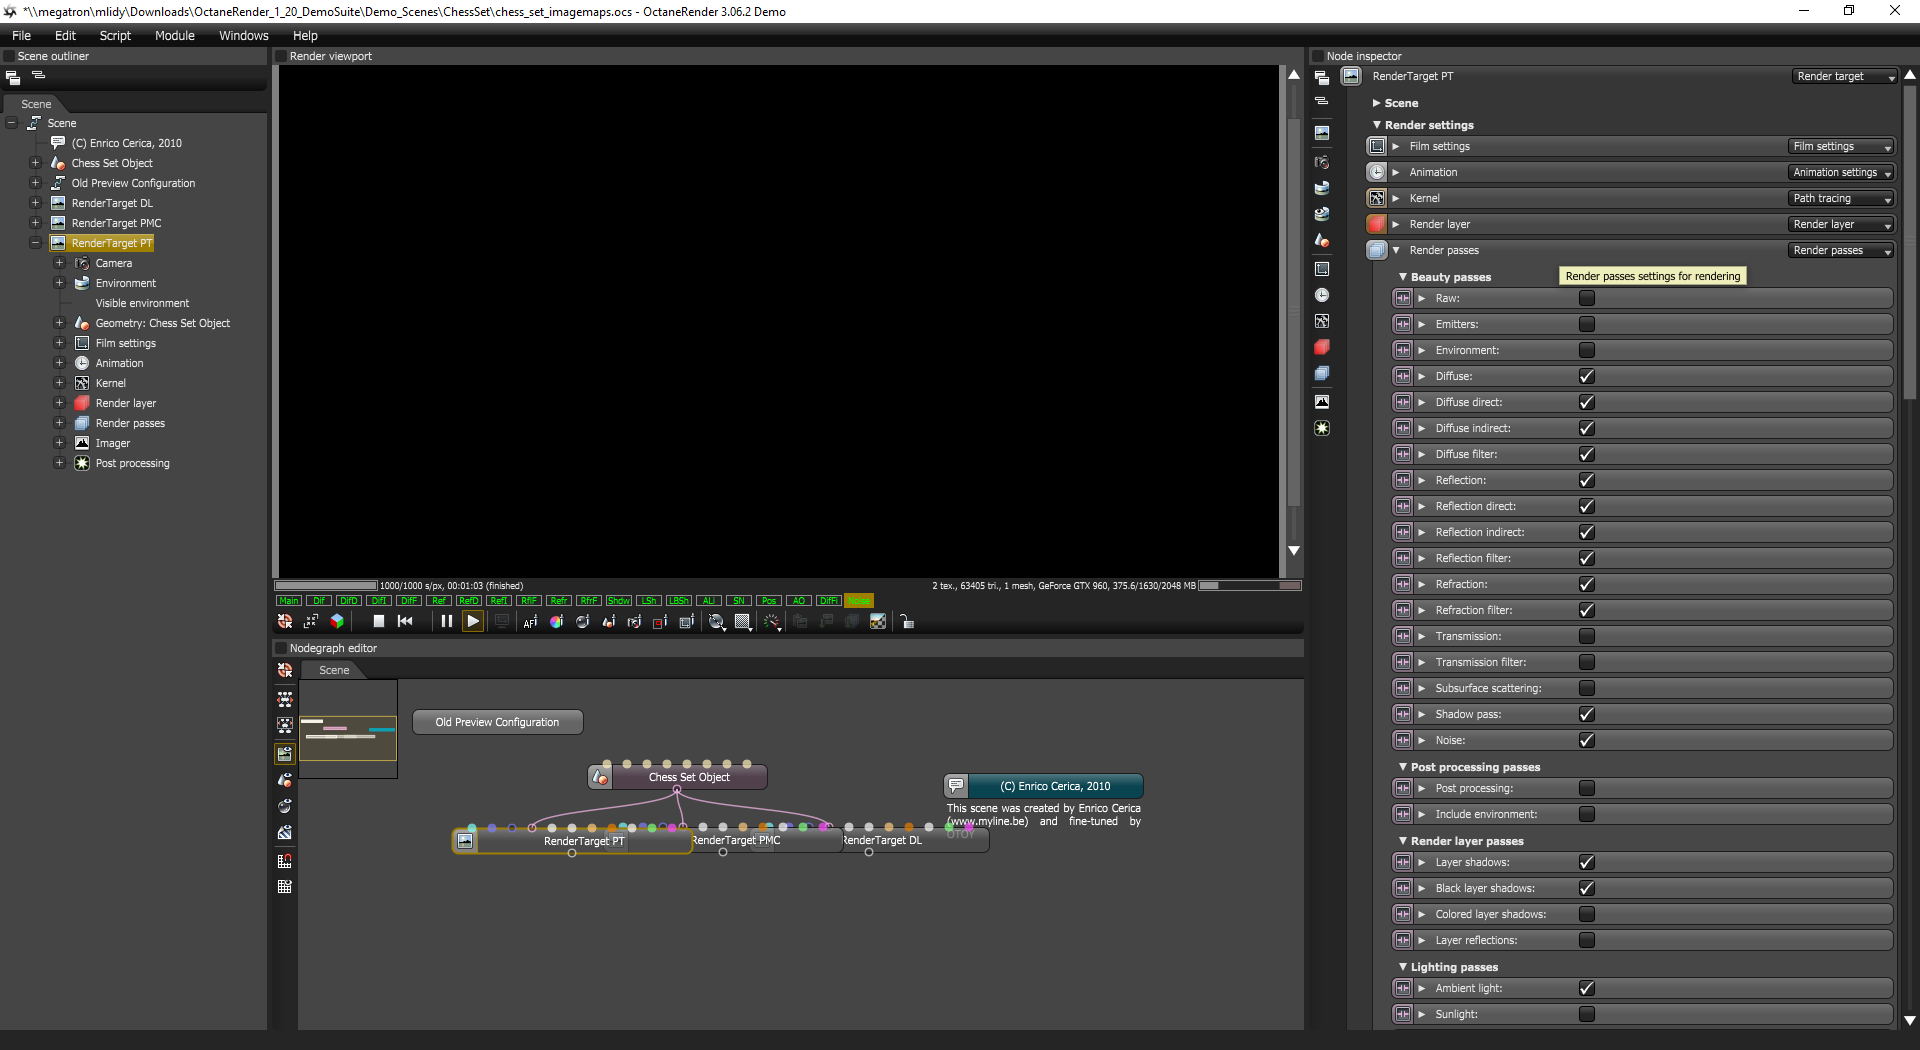 *\\megatron\mlidy\Downloads\OctaneRender_1_20_DemoSuite\Demo_Scenes\ChessSet\chess_set_imagemaps.ocs - OctaneRender 3.06.2 Demo
File Edit Script Module Windows Help
Scene outliner
Scene
Scene
(C) Enrico Cerica, 2010
Chess Set Object
Old Preview Configuration
RenderTarget DL
RenderTarget PMC
RenderTarget PT
Camera
Environment
Visible environment
Geometry: Chess Set Object
Film settings
Animation
Kernel
Render layer
Render passes
Imager
Post processing
Render viewport
1000/1000 s/px, 00:01:03 (finished)
2 tex., 63405 tri., 1 mesh, GeForce GTX 960, 375.6/1630/2048 MB
Main Dif DifD DifI DifF Ref RefD RefI RflF Refr RfrF Shdw LSh LBSh ALi SN Pos AO DiffFi Noise
AF
Nodegraph editor
Scene
Old Preview Configuration
Chess Set Object
(C) Enrico Cerica, 2010
This scene was created by Enrico Cerica
(www.myline.be) and fine-tuned by
OTOY
RenderTarget PT
RenderTarget PMC
RenderTarget DL
Node inspector
RenderTarget PT Render target
Scene
Render settings
Film settings Film settings
Animation Animation settings
Kernel Path tracing
Render layer Render layer
Render passes Render passes
Render passes settings for rendering
Beauty passes
Raw:
Emitters:
Environment:
Diffuse:
Diffuse direct:
Diffuse indirect:
Diffuse filter:
Reflection:
Reflection direct:
Reflection indirect:
Reflection filter:
Refraction:
Refraction filter:
Transmission:
Transmission filter:
Subsurface scattering:
Shadow pass:
Noise:
Post processing passes
Post processing:
Include environment:
Render layer passes
Layer shadows:
Black layer shadows:
Colored layer shadows:
Layer reflections:
Lighting passes
Ambient light:
Sunlight: